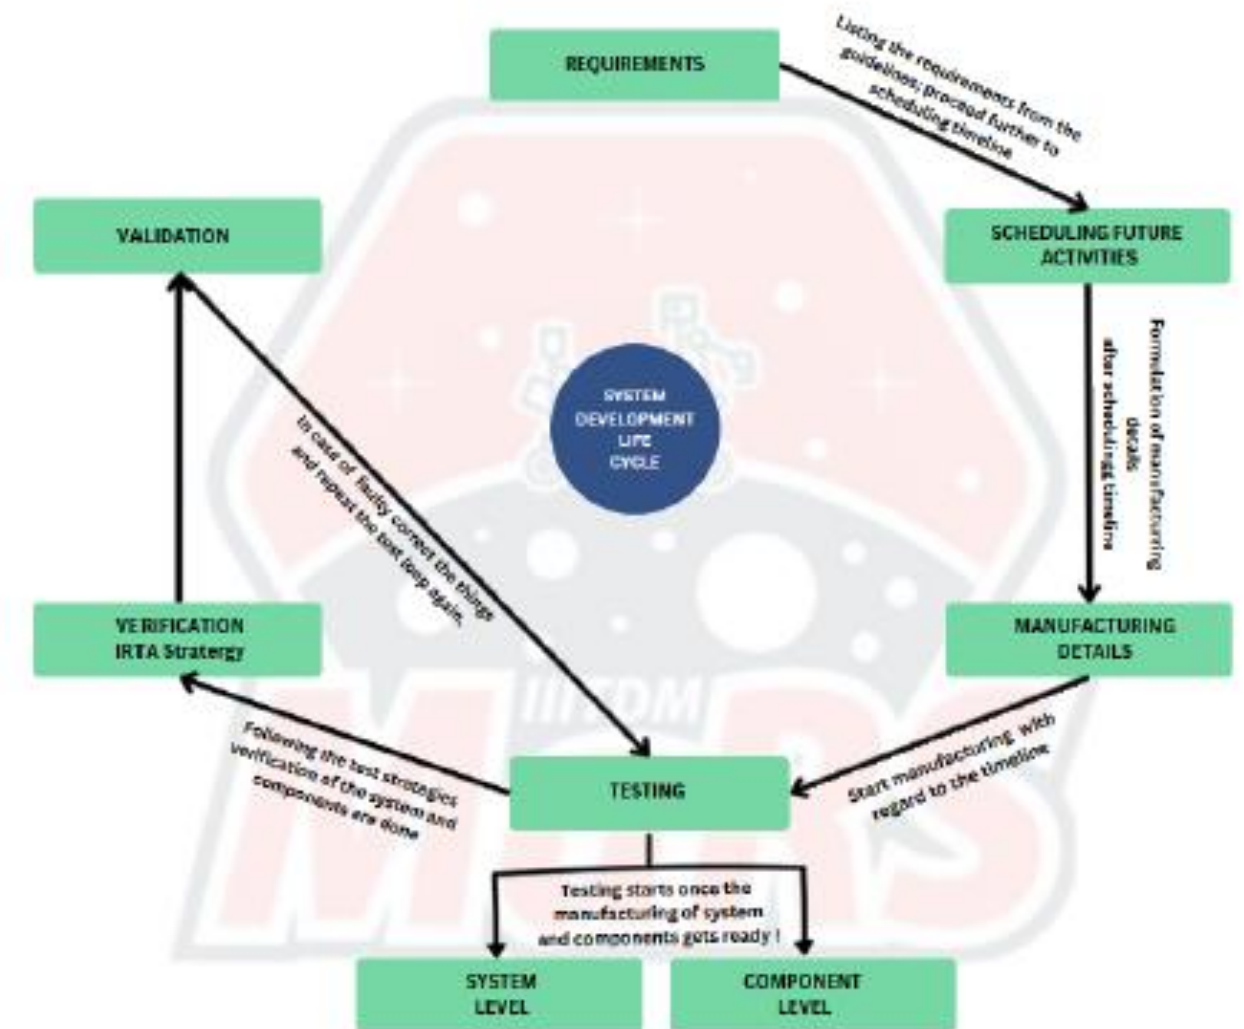 REQUIREMENTS
Listing the requirements from the
guidelines; proceed further to
scheduling timeline
SCHEDULING FUTURE
ACTIVITIES
Formulation of manufacturing
details
after scheduling timeline
MANUFACTURING
DETAILS
Start manufacturing with
regard to the timeline
TESTING
Testing starts once the
manufacturing of system
and components gets ready !
SYSTEM
LEVEL
COMPONENT
LEVEL
Following the test strategies
verification of the system and
components are done
VERIFICATION
IRTA Stratergy
VALIDATION
In case of faulty correct the things
and repeat the test loop again.
SYSTEM
DEVELOPMENT
LIFE
CYCLE
IIITDM
MaRS